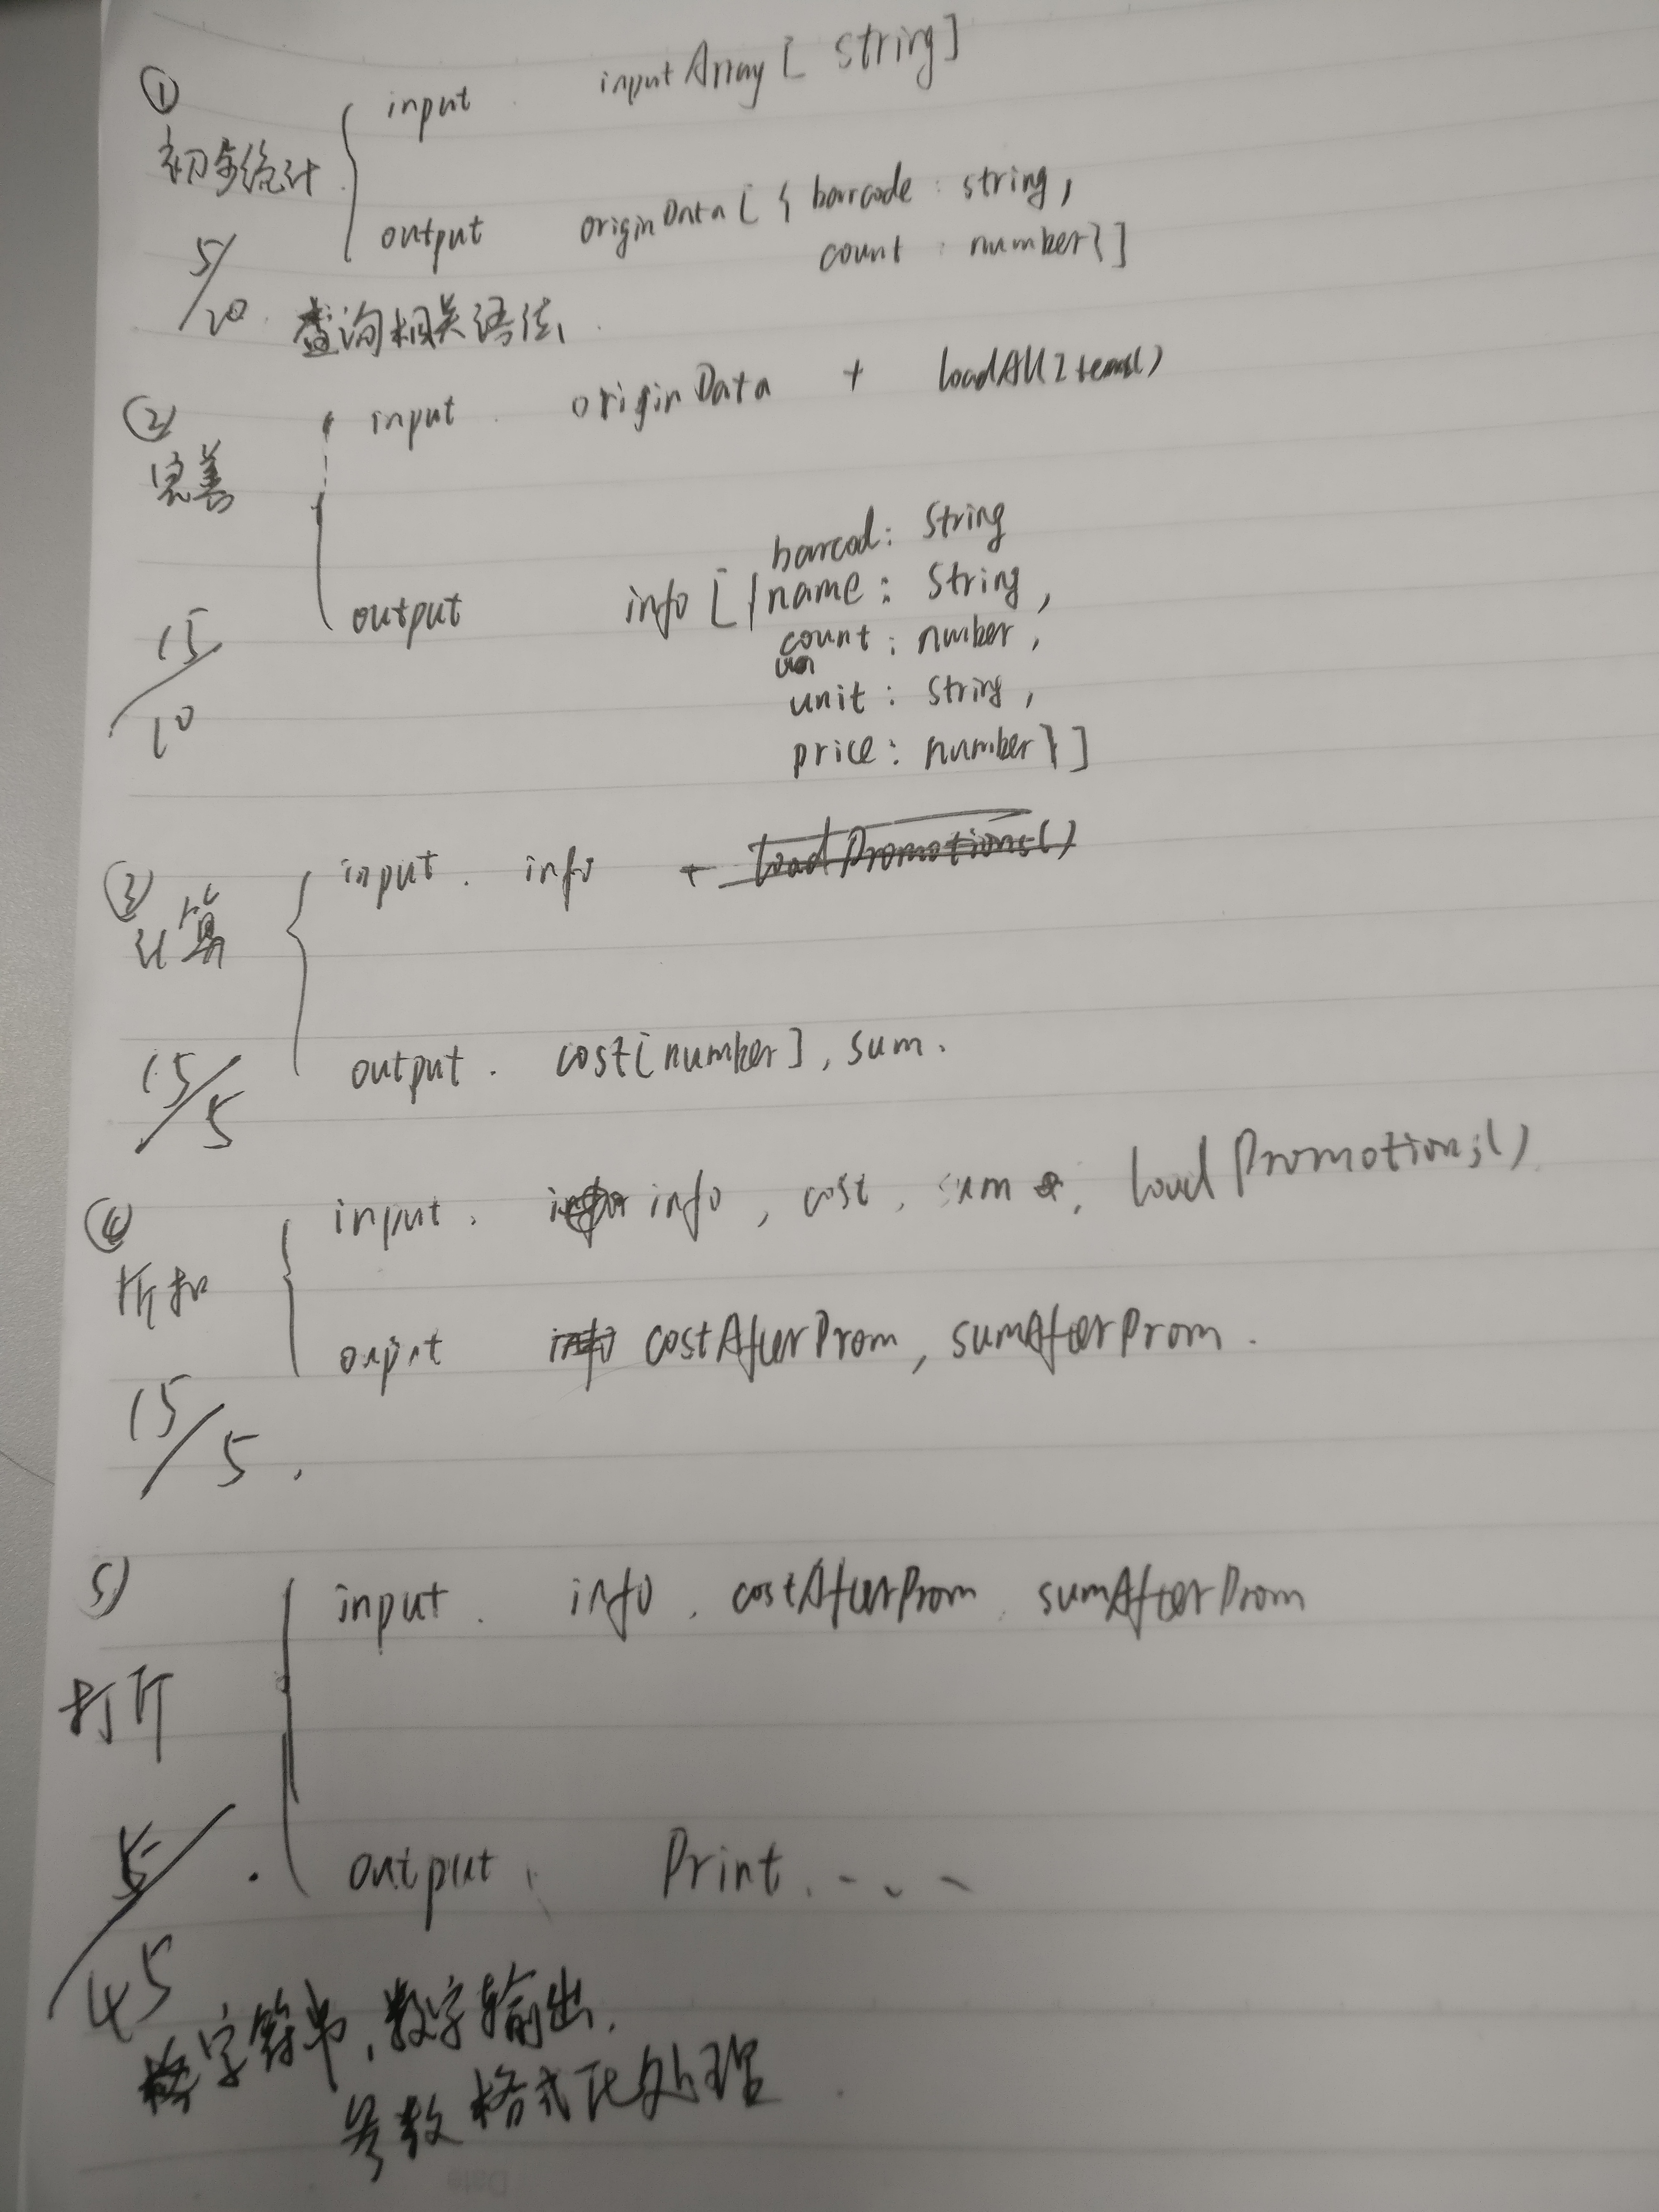 ①
input inputArray [ string]
初步统计
output originData [ { barcode : string,
count : number}]
5/20 查询相关语法
②
input originData + loadAllItems()
完善
barcod: string
output info [ { name : string,
count : number,
unit : string,
15/10
price : number } ]
③
input. info + loadPromotions()
计算
output. cost[number], sum.
15/5
④
input. info, cost, sum, loadPromotions()
折扣
output costAfterProm, sumAfterProm.
15/5.
5)
input. info, costAfterProm, sumAfterProm
打印
output. Print. - - -
5/45
字符串, 数字输出,
格式化处理